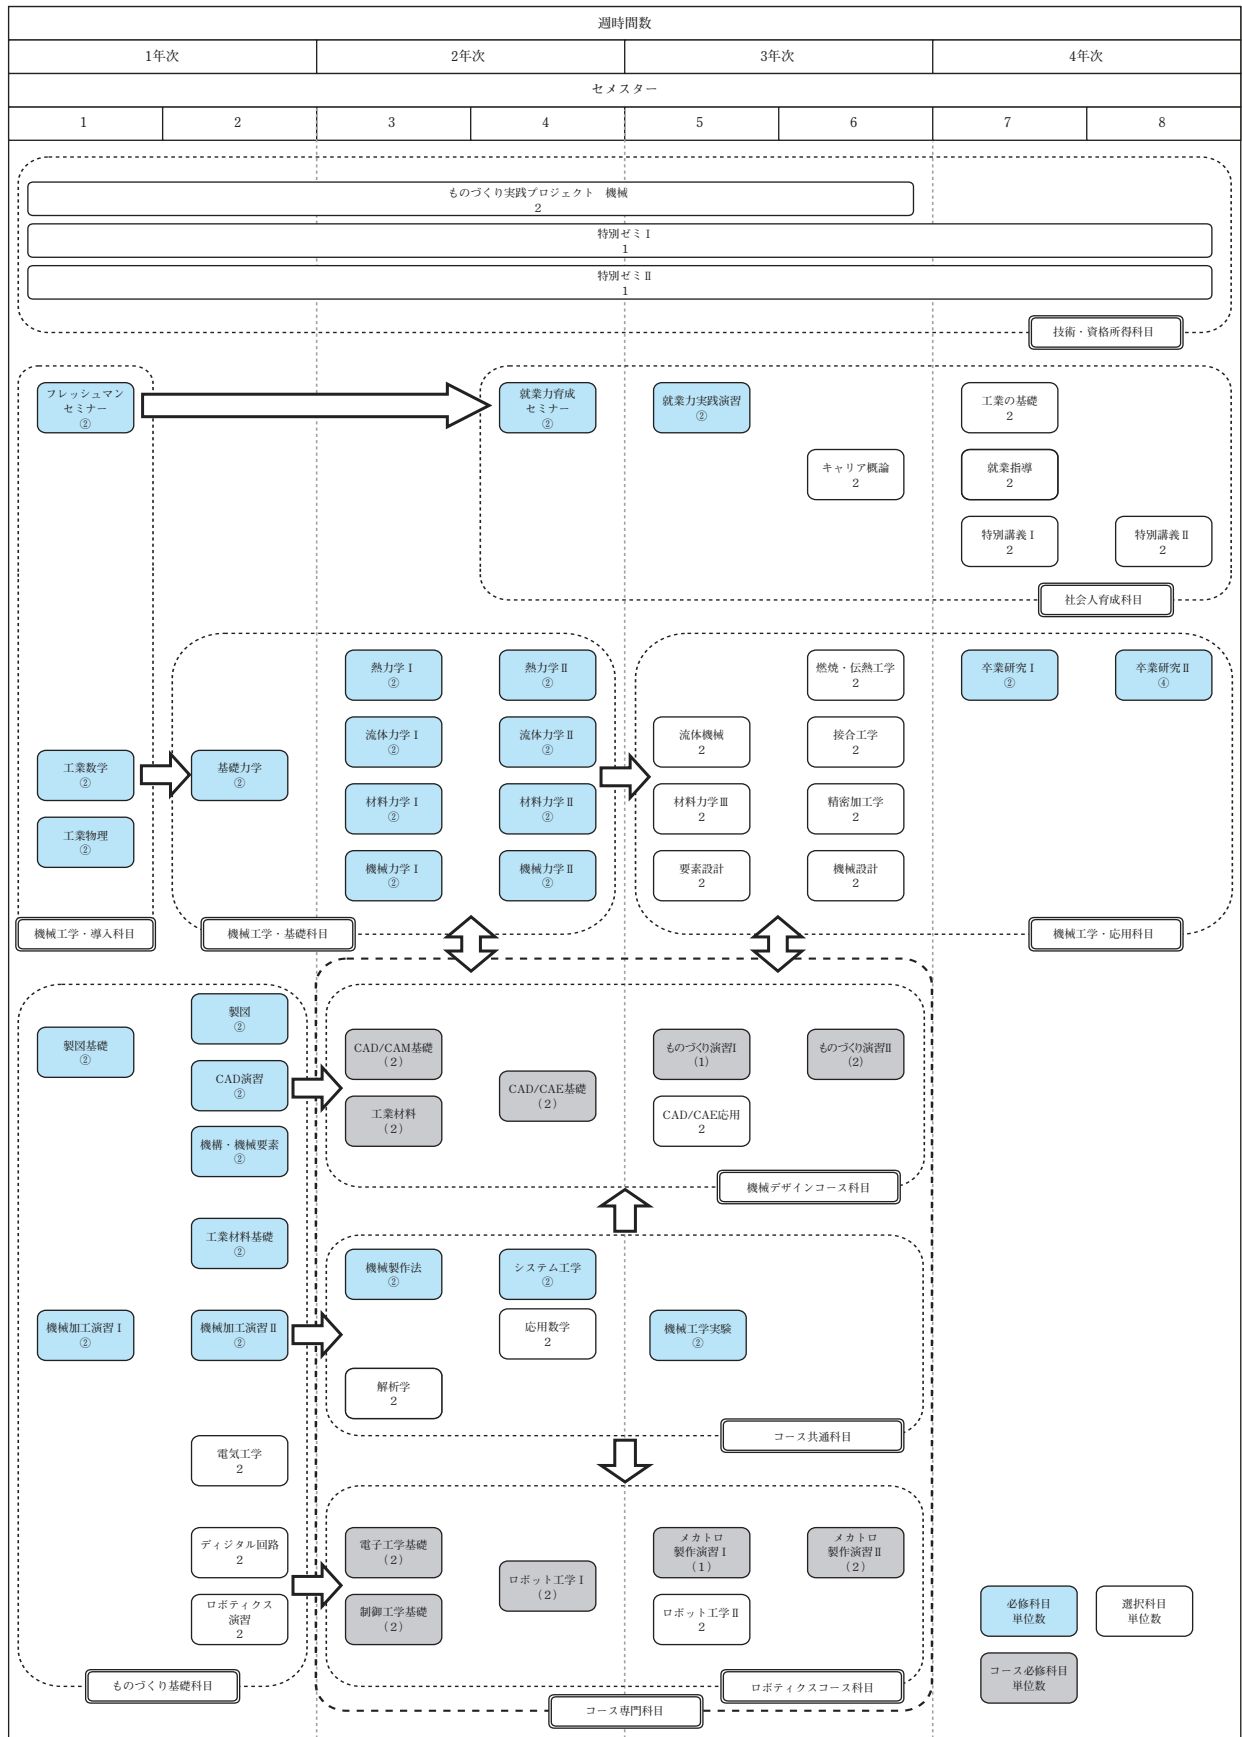 週時間数
1年次
2年次
3年次
4年次
セメスター
1
2
3
4
5
6
7
8
ものづくり実践プロジェクト　機械
2
特別ゼミⅠ
1
特別ゼミⅡ
1
技術・資格所得科目
フレッシュマン
セミナー
②
就業力育成
セミナー
②
就業力実践演習
②
工業の基礎
2
キャリア概論
2
就業指導
2
特別講義Ⅰ
2
特別講義Ⅱ
2
社会人育成科目
熱力学Ⅰ
②
熱力学Ⅱ
②
燃焼・伝熱工学
2
卒業研究Ⅰ
②
卒業研究Ⅱ
④
流体力学Ⅰ
②
流体力学Ⅱ
②
流体機械
2
接合工学
2
工業数学
②
基礎力学
②
材料力学Ⅰ
②
材料力学Ⅱ
②
材料力学Ⅲ
2
精密加工学
2
工業物理
②
機械力学Ⅰ
②
機械力学Ⅱ
②
要素設計
2
機械設計
2
機械工学・導入科目
機械工学・基礎科目
機械工学・応用科目
製図
②
製図基礎
②
CAD/CAM基礎
（2）
ものづくり演習Ⅰ
（1）
ものづくり演習Ⅱ
（2）
CAD演習
②
CAD/CAE基礎
（2）
工業材料
（2）
CAD/CAE応用
2
機構・機械要素
②
機械デザインコース科目
工業材料基礎
②
機械製作法
②
システム工学
②
機械加工演習Ⅰ
②
機械加工演習Ⅱ
②
応用数学
2
機械工学実験
②
解析学
2
コース共通科目
電気工学
2
ディジタル回路
2
電子工学基礎
（2）
メカトロ
製作演習Ⅰ
（1）
メカトロ
製作演習Ⅱ
（2）
ロボット工学Ⅰ
（2）
ロボティクス
演習
2
制御工学基礎
（2）
ロボット工学Ⅱ
2
必修科目
単位数
選択科目
単位数
コース必修科目
単位数
ものづくり基礎科目
ロボティクスコース科目
コース専門科目